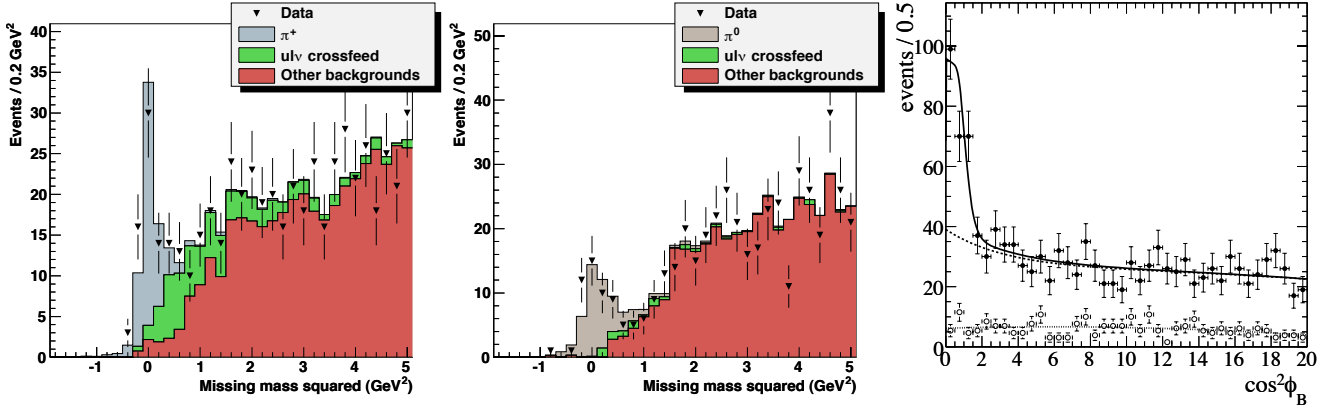 Data
π⁺
ulν crossfeed
Other backgrounds
Events / 0.2 GeV²
40
35
30
25
20
15
10
5
0
-1 0 1 2 3 4 5
Missing mass squared (GeV²)
Data
π⁰
ulν crossfeed
Other backgrounds
Events / 0.2 GeV²
50
40
30
20
10
0
-1 0 1 2 3 4 5
Missing mass squared (GeV²)
events / 0.5
100
80
60
40
20
0
0 2 4 6 8 10 12 14 16 18 20
cos²ϕ_B